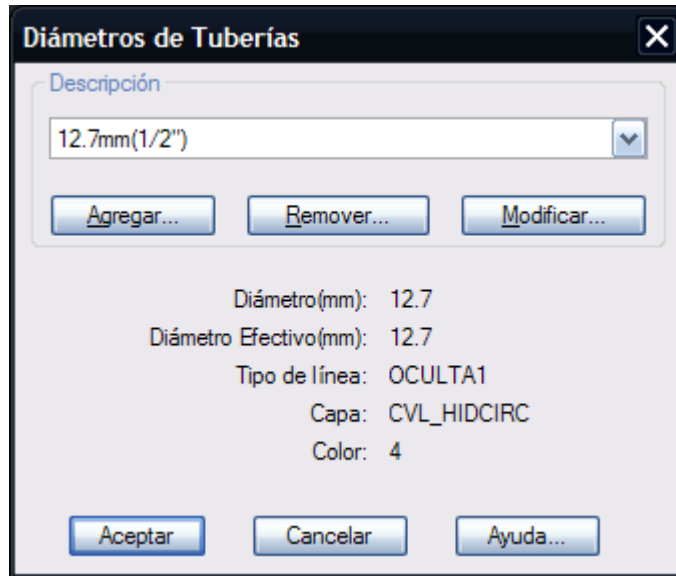 Diámetros de Tuberías
Descripción
12.7mm(1/2")
Agregar... Remover... Modificar...
Diámetro(mm): 12.7
Diámetro Efectivo(mm): 12.7
Tipo de línea: OCULTA1
Capa: CVL_HIDCIRC
Color: 4
Aceptar Cancelar Ayuda...